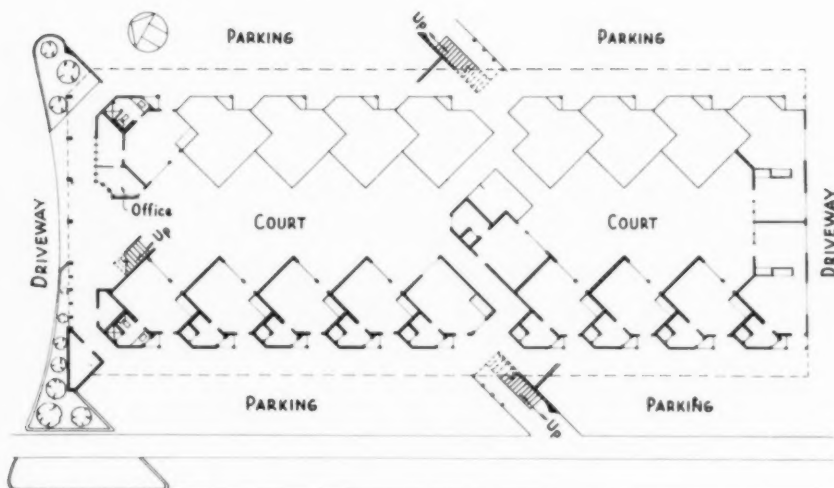 PARKING
Up
PARKING
Office
COURT
COURT
Up
DRIVEWAY
DRIVEWAY
PARKING
PARKING
Up